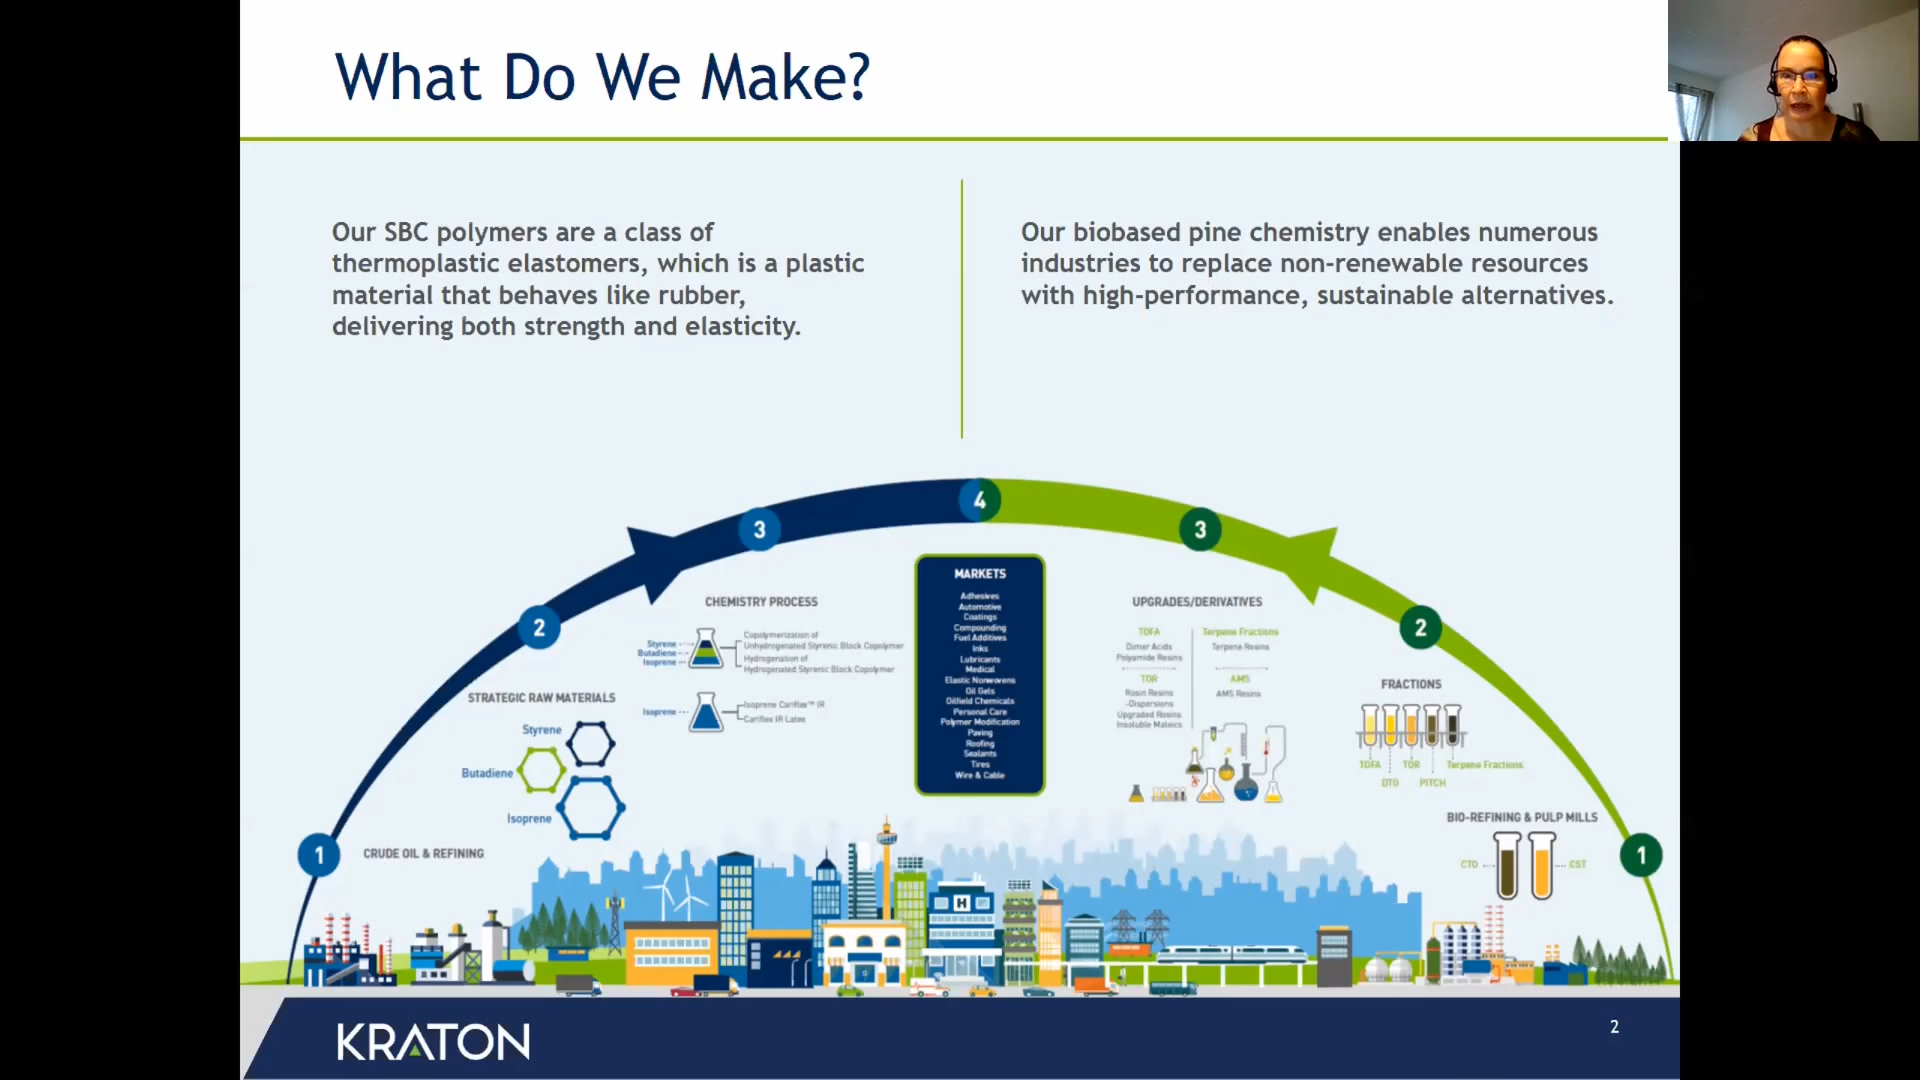 What Do We Make?
Our SBC polymers are a class of
thermoplastic elastomers, which is a plastic
material that behaves like rubber,
delivering both strength and elasticity.
Our biobased pine chemistry enables numerous
industries to replace non-renewable resources
with high-performance, sustainable alternatives.
1
CRUDE OIL & REFINING
2
STRATEGIC RAW MATERIALS
Styrene
Butadiene
Isoprene
3
CHEMISTRY PROCESS
Styrene
Butadiene
Isoprene
Copolymerization of
Unhydrogenated Styrenic Block Copolymer
Hydrogenation of
Hydrogenated Styrenic Block Copolymer
Isoprene
Isoprene Cariflex™ IR
Cariflex IR Latex
4
MARKETS
Adhesives
Automotive
Coatings
Compounding
Fuel Additives
Inks
Lubricants
Medical
Elastic Nonwovens
Oil Gels
Oilfield Chemicals
Personal Care
Polymer Modification
Paving
Roofing
Sealants
Tires
Wire & Cable
3
UPGRADES/DERIVATIVES
TOFA
Dimer Acids
Polyamide Resins
TOR
Rosin Resins
-Dispersions
Upgraded Rosins
Insoluble Maleics
Terpene Fractions
Terpene Resins
AMS
AMS Resins
2
FRACTIONS
TOFA
TOR
Terpene Fractions
DTO
PITCH
BIO-REFINING & PULP MILLS
CTO
CST
1
H
KRATON
2